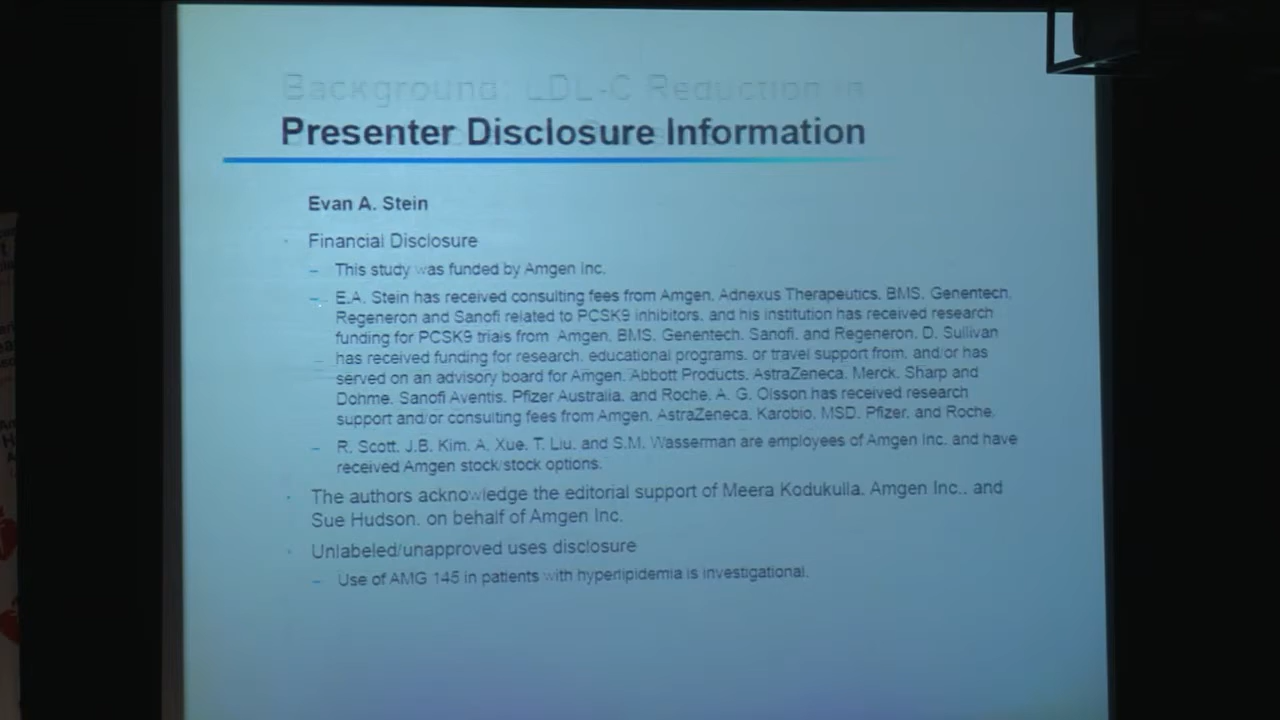 Background: LDL-C Reduction in
Presenter Disclosure Information
Evan A. Stein
· Financial Disclosure
– This study was funded by Amgen Inc.
– E.A. Stein has received consulting fees from Amgen, Adnexus Therapeutics, BMS, Genentech,
Regeneron and Sanofi related to PCSK9 inhibitors, and his institution has received research
funding for PCSK9 trials from Amgen, BMS, Genentech, Sanofi, and Regeneron. D. Sullivan
– has received funding for research, educational programs, or travel support from, and/or has
served on an advisory board for Amgen, Abbott Products, AstraZeneca, Merck, Sharp and
Dohme, Sanofi Aventis, Pfizer Australia, and Roche. A. G. Olsson has received research
support and/or consulting fees from Amgen, AstraZeneca, Karobio, MSD, Pfizer, and Roche.
– R. Scott, J.B. Kim, A. Xue, T. Liu, and S.M. Wasserman are employees of Amgen Inc. and have
received Amgen stock/stock options.
· The authors acknowledge the editorial support of Meera Kodukulla, Amgen Inc., and
Sue Hudson, on behalf of Amgen Inc.
· Unlabeled/unapproved uses disclosure
– Use of AMG 145 in patients with hyperlipidemia is investigational.